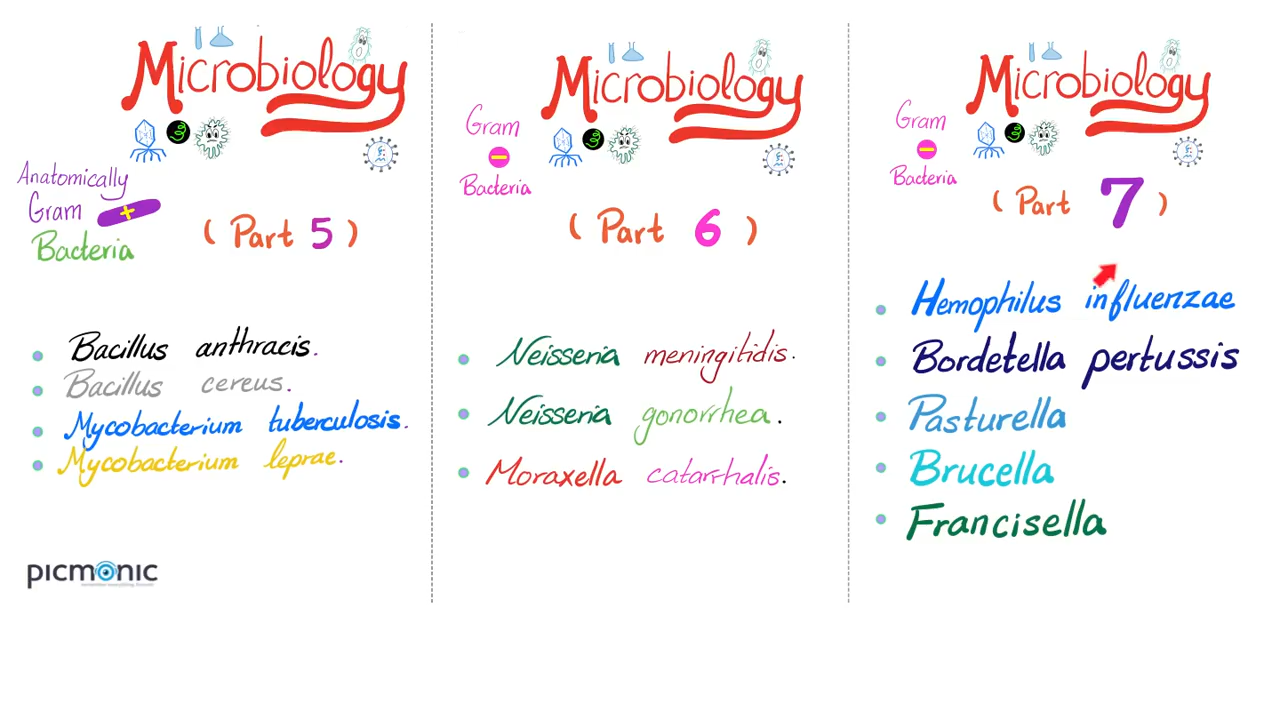 Microbiology
Anatomically
Gram +
Bacteria
( Part 5 )
Bacillus anthracis.
Bacillus cereus.
Mycobacterium tuberculosis.
Mycobacterium leprae.
picmonic
Microbiology
Gram
−
Bacteria
( Part 6 )
Neisseria meningitidis.
Neisseria gonorrhea.
Moraxella catarrhalis.
Microbiology
Gram
−
Bacteria
( Part 7 )
Hemophilus influenzae
Bordetella pertussis
Pasturella
Brucella
Francisella